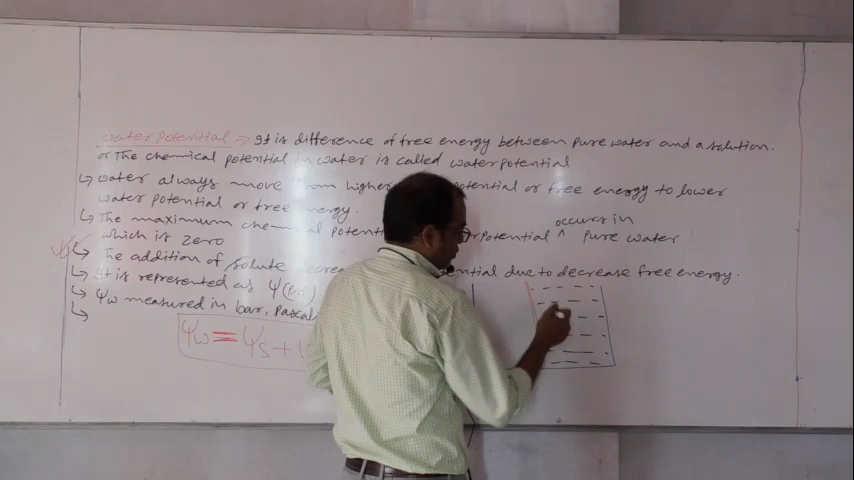 water potential → It is difference of free energy between pure water and a solution.
or The chemical potential in water is called water potential
↳ water always move from higher potential or free energy to lower
water potential or free energy.
↳ The maximum chemical potential potential ^ occurs in pure water
which is zero
↳ The addition of solute potential due to decrease free energy.
↳ It is represented as Ψ
↳ Ψw measured in bar, Pascal
↳
Ψw = Ψs +